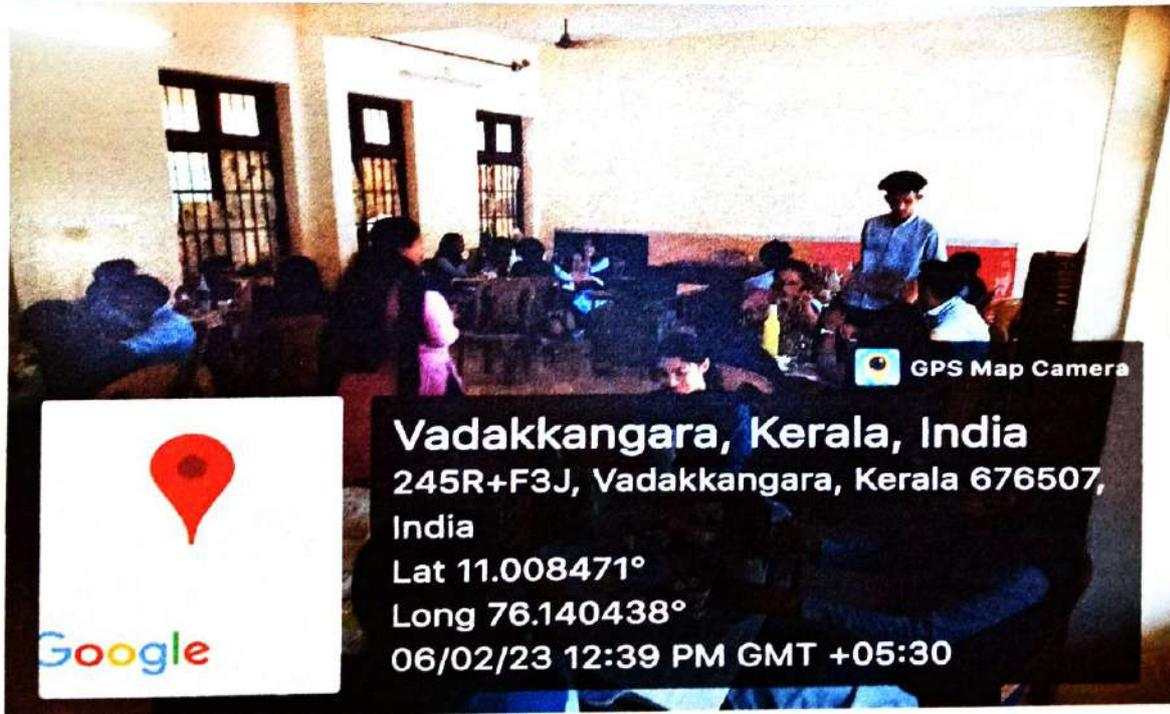 GPS Map Camera
Vadakkangara, Kerala, India
245R+F3J, Vadakkangara, Kerala 676507,
India
Lat 11.008471°
Long 76.140438°
06/02/23 12:39 PM GMT +05:30
Google